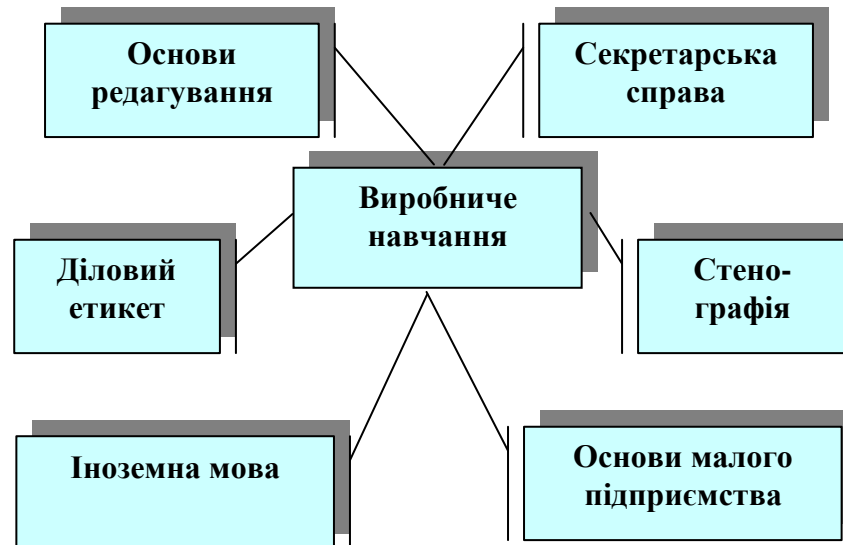 Основи
редагування
Секретарська
справа
Виробниче
навчання
Діловий
етикет
Стено-
графія
Іноземна мова
Основи малого
підприємства